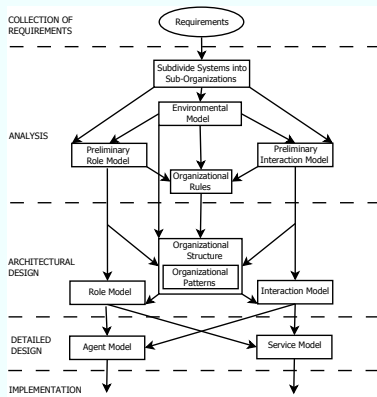 COLLECTION OF
REQUIREMENTS
Requirements
Subdivide Systems into
Sub-Organizations
Environmental
Model
ANALYSIS
Preliminary
Role Model
Preliminary
Interaction Model
Organizational
Rules
Organizational
Structure
ARCHITECTURAL
DESIGN
Organizational
Patterns
Role Model
Interaction Model
DETAILED
DESIGN
Agent Model
Service Model
IMPLEMENTATION